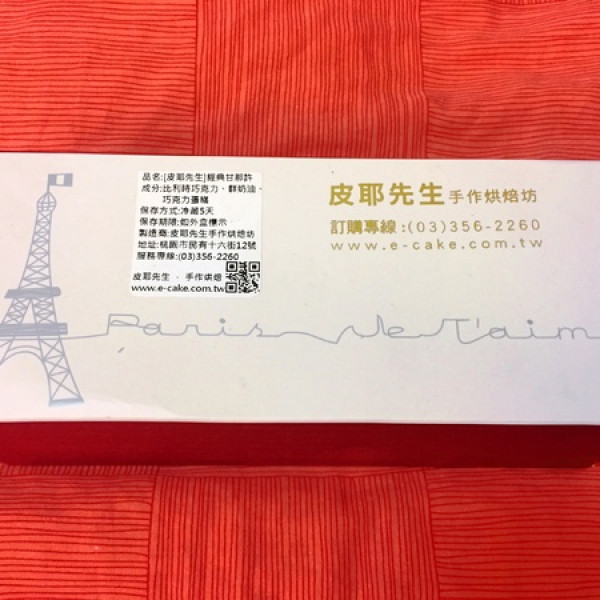 品名:[皮耶先生]經典甘那許
成分:比利時巧克力、鮮奶油、
巧克力蛋糕
保存方式:冷藏5天
保存期限:如外盒標示
製造商:皮耶先生手作烘焙坊
地址:桃園市民有十六街12號
服務專線:(03)356-2260
皮耶先生 . 手作烘焙
www.e-cake.com.tw
皮耶先生 手作烘焙坊
訂購專線:(03)356-2260
www.e-cake.com.tw
Paris Je T'aim